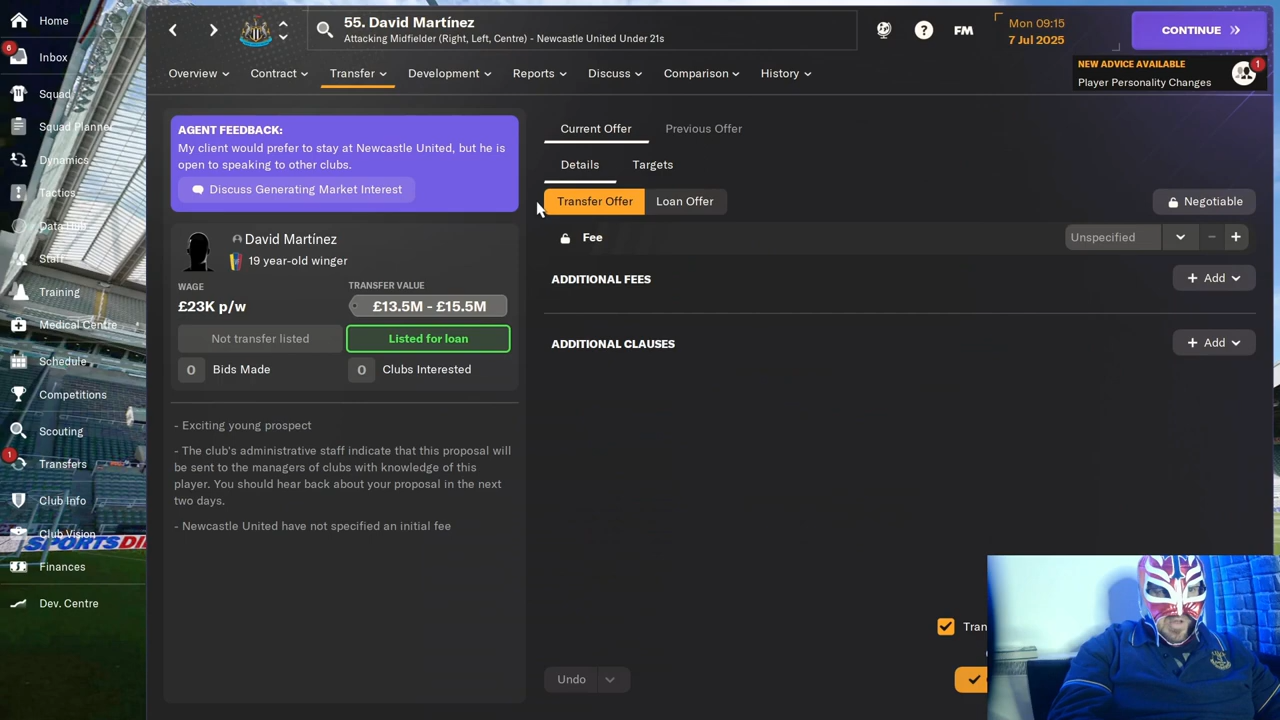 Home
6
Inbox
Squad
Squad Planner
Dynamics
Tactics
Data Hub
Staff
Training
Medical Centre
Schedule
Competitions
Scouting
1
Transfers
Club Info
Club Vision
Finances
Dev. Centre
SPORTSDI
55. David Martínez
Attacking Midfielder (Right, Left, Centre) - Newcastle United Under 21s
?
FM
Mon 09:15
7 Jul 2025
CONTINUE
Overview
Contract
Transfer
Development
Reports
Discuss
Comparison
History
NEW ADVICE AVAILABLE
Player Personality Changes
1
AGENT FEEDBACK:
My client would prefer to stay at Newcastle United, but he is
open to speaking to other clubs.
Discuss Generating Market Interest
David Martínez
19 year-old winger
WAGE
£23K p/w
TRANSFER VALUE
£13.5M - £15.5M
Not transfer listed
Listed for loan
0 Bids Made
0 Clubs Interested
- Exciting young prospect
- The club's administrative staff indicate that this proposal will
be sent to the managers of clubs with knowledge of this
player. You should hear back about your proposal in the next
two days.
- Newcastle United have not specified an initial fee
Current Offer
Previous Offer
Details
Targets
Transfer Offer
Loan Offer
Negotiable
Fee
Unspecified
ADDITIONAL FEES
+ Add
ADDITIONAL CLAUSES
+ Add
Tran
Undo